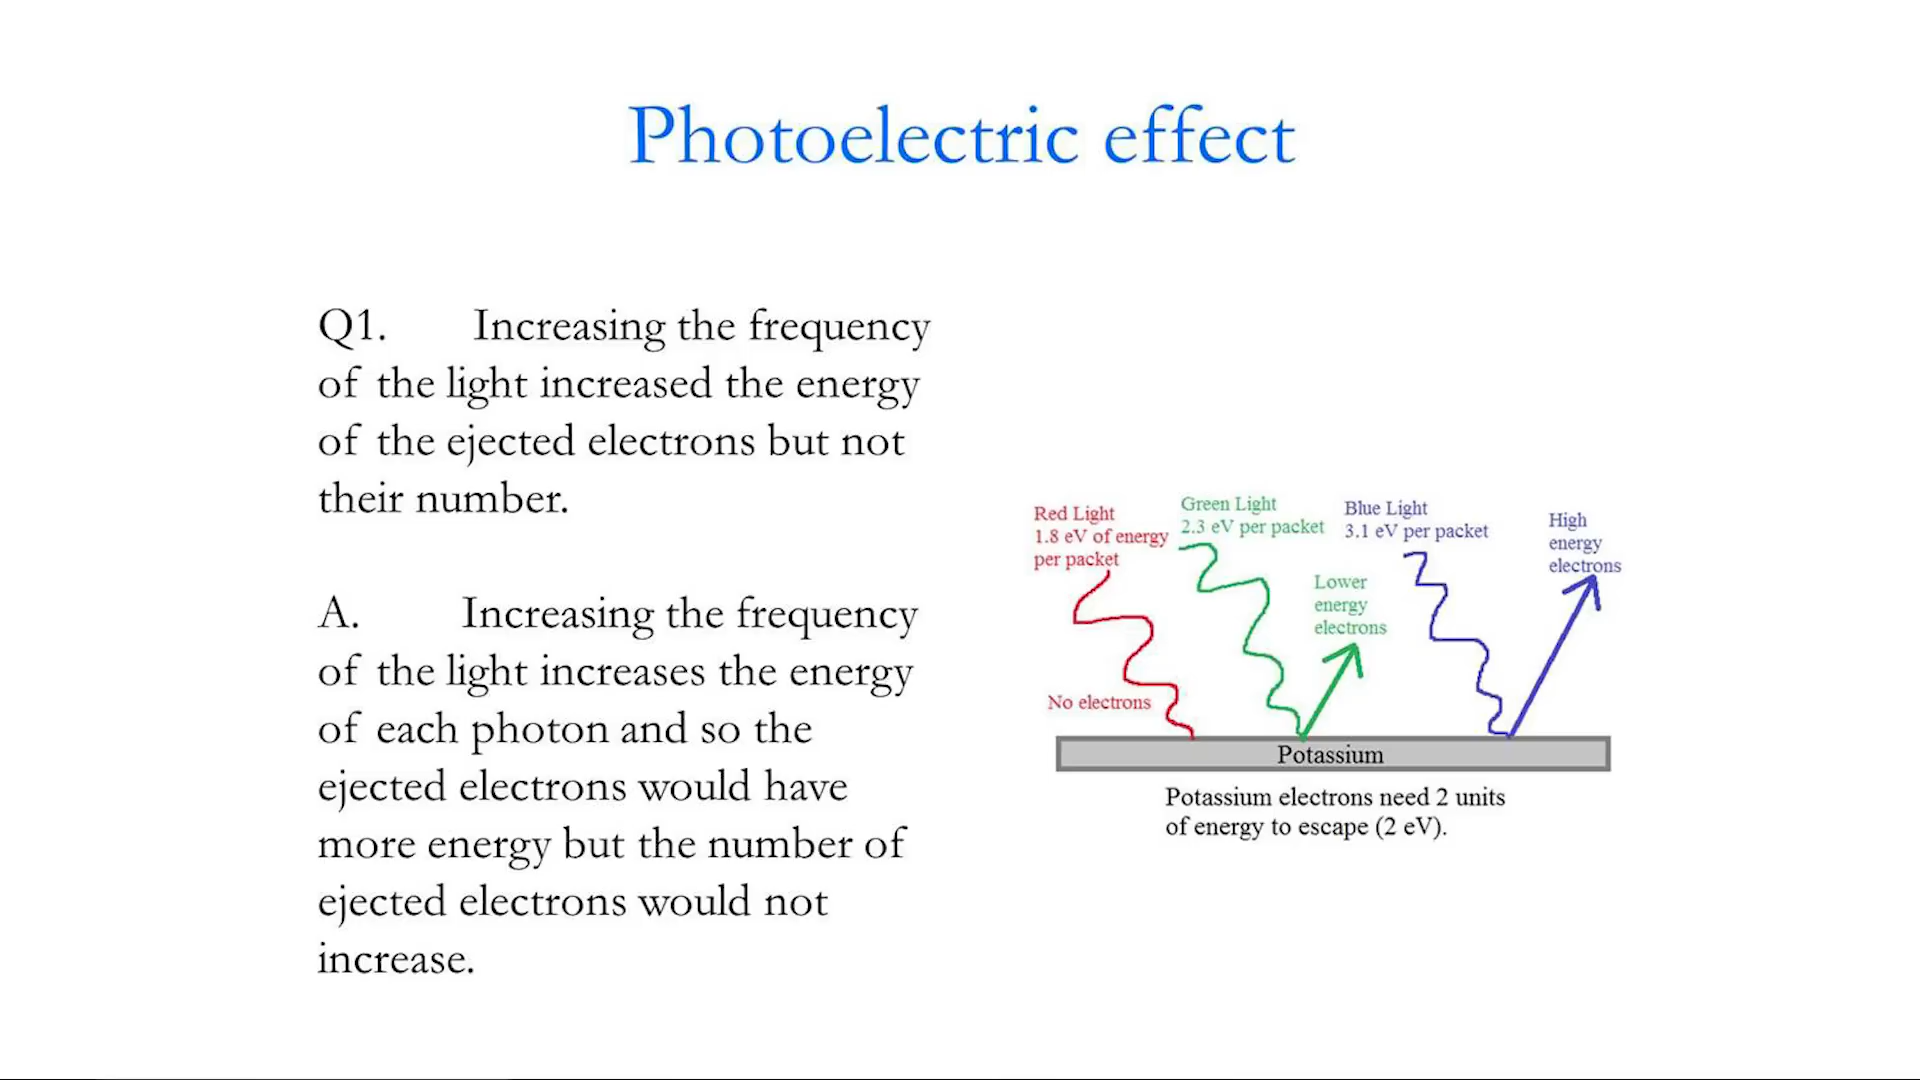 Photoelectric effect
Q1. Increasing the frequency
of the light increased the energy
of the ejected electrons but not
their number.
A. Increasing the frequency
of the light increases the energy
of each photon and so the
ejected electrons would have
more energy but the number of
ejected electrons would not
increase.
Red Light
1.8 eV of energy
per packet
No electrons
Green Light
2.3 eV per packet
Lower
energy
electrons
Blue Light
3.1 eV per packet
High
energy
electrons
Potassium
Potassium electrons need 2 units
of energy to escape (2 eV).